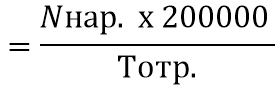 = Nнар. х 200000
Тотр.